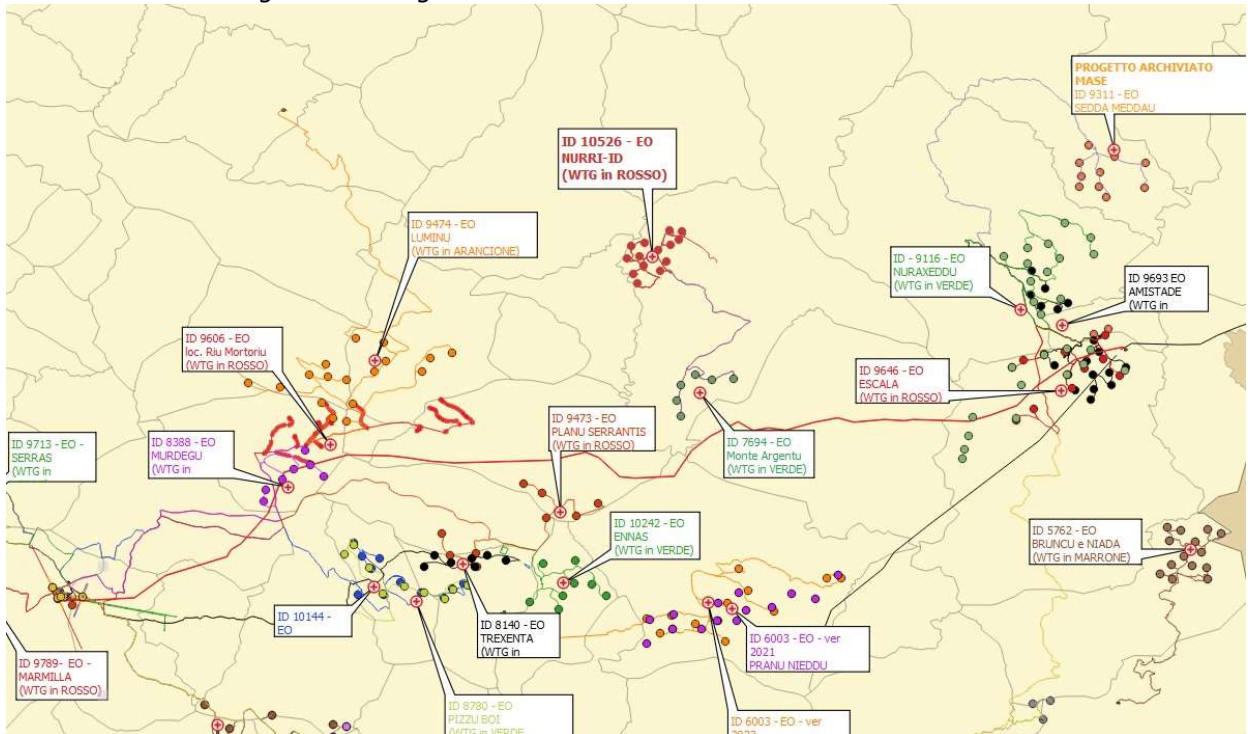 PROGETTO ARCHIVIATO
MASE
ID 9311 - EO
SEDDA MEDDAU
ID 10526 - EO
NURRI-ID
(WTG in ROSSO)
ID 9474 - EO
LUMINU
(WTG in ARANCIONE)
ID - 9116 - EO
NURAXEDDU
(WTG in VERDE)
ID 9693 EO
AMISTADE
(WTG in
ID 9606 - EO
loc. Riu Mortoriu
(WTG in ROSSO)
ID 9646 - EO
ESCALA
(WTG in ROSSO)
ID 9473 - EO
PLANU SERRANTIS
(WTG in ROSSO)
ID 9713 - EO -
SERRAS
(WTG in
ID 8388 - EO
MURDEGU
(WTG in
ID 7694 - EO
Monte Argentu
(WTG in VERDE)
ID 10242 - EO
ENNAS
(WTG in VERDE)
ID 5762 - EO
BRUNCU e NIADA
(WTG in MARRONE)
ID 10144 -
EO
ID 8140 - EO
TREXENTA
(WTG in
ID 6003 - EO - ver
2021
PRANU NIEDDU
ID 9789- EO -
MARMILLA
(WTG in ROSSO)
ID 8780 - EO
PIZZU BOI
(WTG in VERDE
ID 6003 - EO - ver